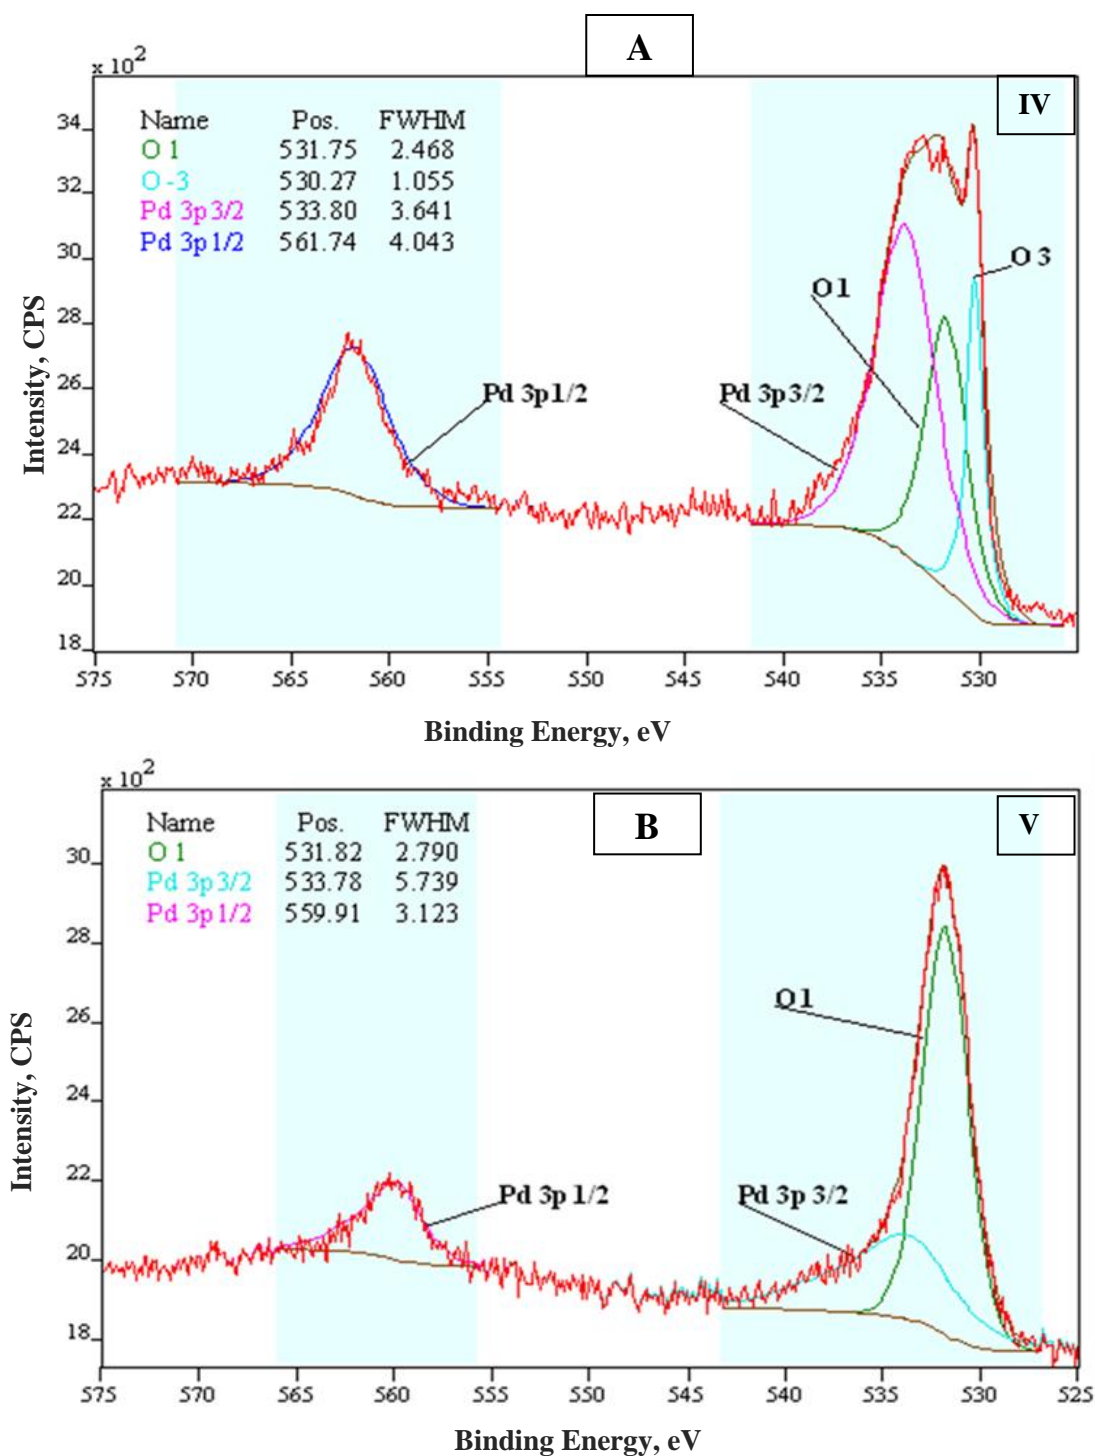 A
x 10²
IV
Name Pos. FWHM
O 1 531.75 2.468
O -3 530.27 1.055
Pd 3p3/2 533.80 3.641
Pd 3p1/2 561.74 4.043
34
32
30
28
26
24
22
20
18
O 3
O 1
Pd 3p1/2
Pd 3p3/2
Intensity, CPS
575 570 565 560 555 550 545 540 535 530
Binding Energy, eV
x 10²
B
V
Name Pos. FWHM
O 1 531.82 2.790
Pd 3p3/2 533.78 5.739
Pd 3p1/2 559.91 3.123
30
28
26
24
22
20
18
O 1
Pd 3p 1/2
Pd 3p 3/2
Intensity, CPS
575 570 565 560 555 550 545 540 535 530 525
Binding Energy, eV